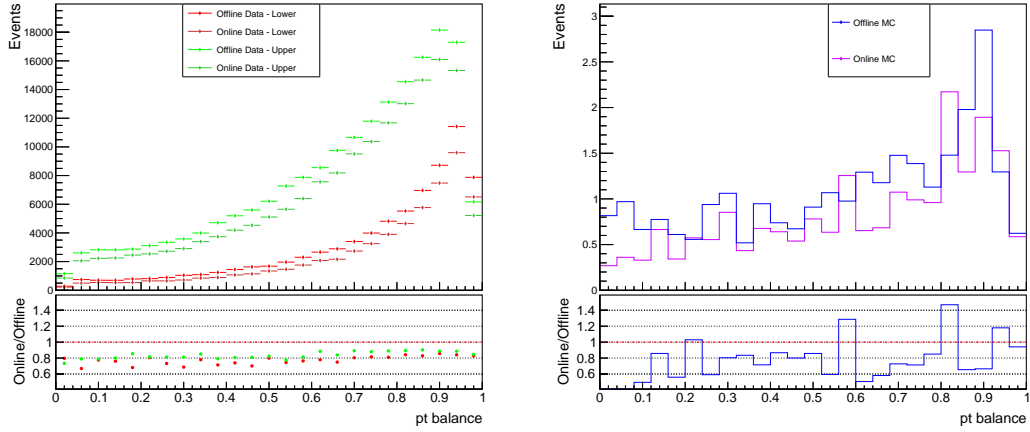 Events
Offline Data - Lower
Online Data - Lower
Offline Data - Upper
Online Data - Upper
18000
16000
14000
12000
10000
8000
6000
4000
2000
0
Online/Offline
1.4
1.2
1
0.8
0.6
0 0.1 0.2 0.3 0.4 0.5 0.6 0.7 0.8 0.9 1
pt balance
Events
Offline MC
Online MC
3
2.5
2
1.5
1
0.5
0
Online/Offline
1.4
1.2
1
0.8
0.6
0 0.1 0.2 0.3 0.4 0.5 0.6 0.7 0.8 0.9 1
pt balance